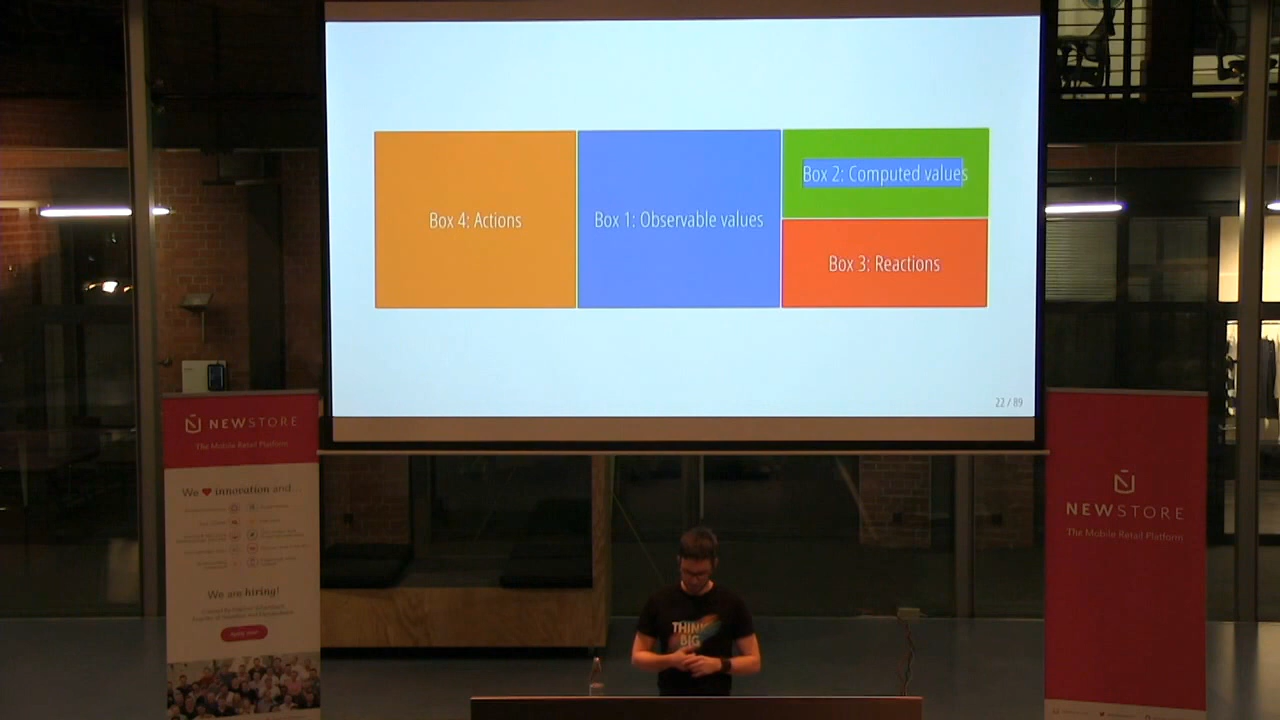 Box 4: Actions
Box 1: Observable values
Box 2: Computed values
Box 3: Reactions
22 / 89
NEWSTORE
The Mobile Retail Platform
We ❤ innovation and...
We are hiring!
THINK
BIG
NEWSTORE
The Mobile Retail Platform